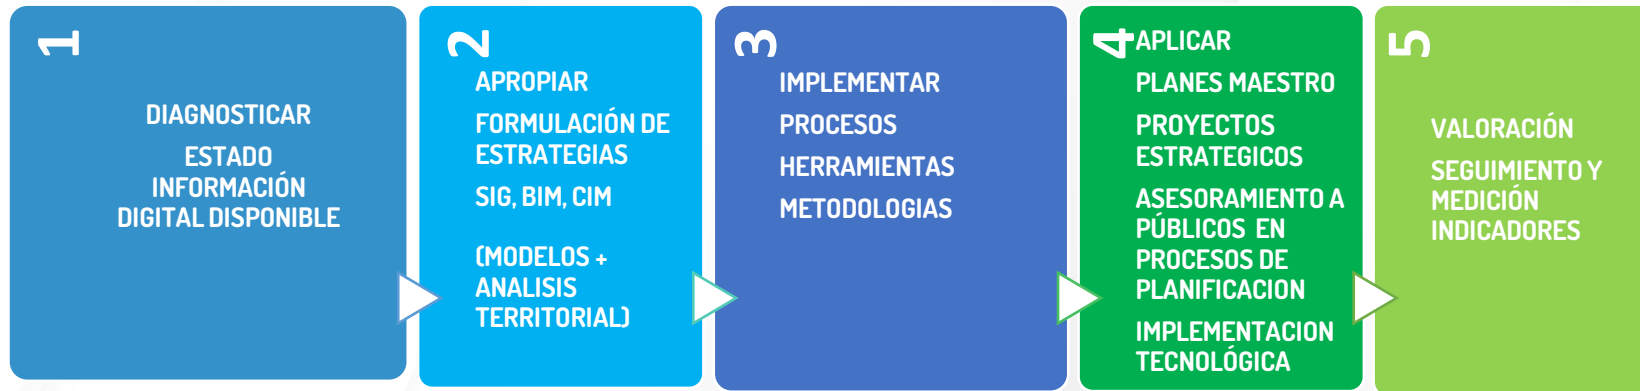 1
DIAGNOSTICAR
ESTADO
INFORMACIÓN
DIGITAL DISPONIBLE
2
APROPIAR
FORMULACIÓN DE
ESTRATEGIAS
SIG, BIM, CIM
(MODELOS +
ANALISIS
TERRITORIAL)
3
IMPLEMENTAR
PROCESOS
HERRAMIENTAS
METODOLOGIAS
4
APLICAR
PLANES MAESTRO
PROYECTOS
ESTRATEGICOS
ASESORAMIENTO A
PÚBLICOS EN
PROCESOS DE
PLANIFICACION
IMPLEMENTACION
TECNOLÓGICA
5
VALORACIÓN
SEGUIMIENTO Y
MEDICIÓN
INDICADORES